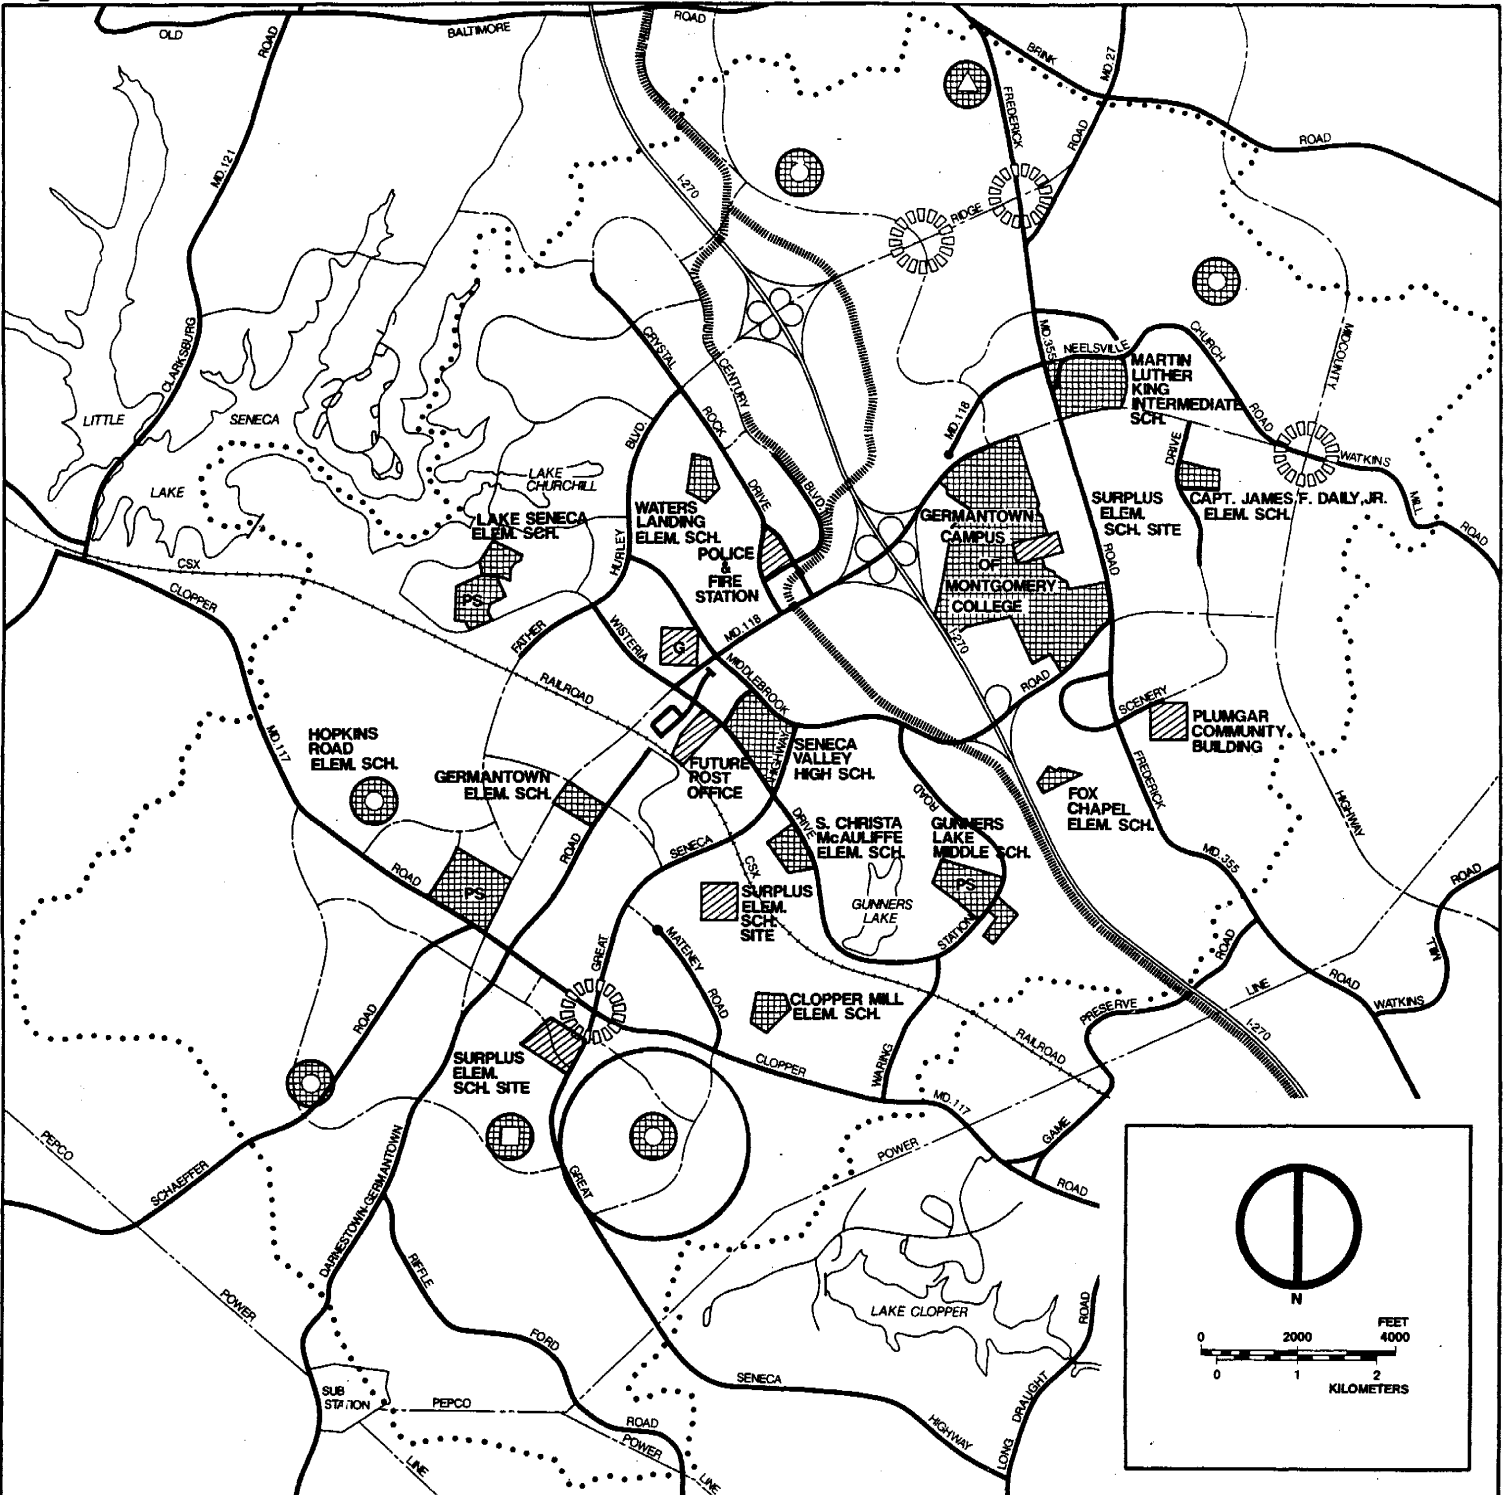 OLD
ROAD
BALTIMORE
ROAD
BRINK
MD.27
FREDERICK
ROAD
ROAD
MD.121
I-270
RIDGE
CLARKSBURG
CRYSTAL
MD.355
NEELSVILLE
CHURCH
MIDCOUNTY
CENTURY
MARTIN
LUTHER
KING
INTERMEDIATE
SCH.
LITTLE
SENECA
BLVD.
ROCK
MD.118
ROAD
DRIVE
WATKINS
LAKE
LAKE
CHURCHILL
DRIVE
BLVD.
MILL
ROAD
LAKE SENECA
ELEM. SCH.
WATERS
LANDING
ELEM. SCH.
SURPLUS
ELEM.
SCH. SITE
CAPT. JAMES F. DAILY, JR.
ELEM. SCH.
GERMANTOWN
CAMPUS
OF
MONTGOMERY
COLLEGE
POLICE
&
FIRE
STATION
HURLEY
ROAD
CSX
CLOPPER
PS
FATHER
WISTERIA
MD.118
G
I-270
MIDDLEBROOK
RAILROAD
ROAD
SCENERY
PLUMGAR
COMMUNITY
BUILDING
MD.117
HOPKINS
ROAD
ELEM. SCH.
HIGHWAY
SENECA
VALLEY
HIGH SCH.
FUTURE
POST
OFFICE
FREDERICK
GERMANTOWN
ELEM. SCH.
ROAD
FOX
CHAPEL
ELEM. SCH.
HIGHWAY
DRIVE
S. CHRISTA
McAULIFFE
ELEM. SCH.
GUNNERS
LAKE
MIDDLE SCH.
ROAD
SENECA
CSX
MD.355
ROAD
ROAD
PS
PS
SURPLUS
ELEM.
SCH.
SITE
GUNNERS
LAKE
STATION
GREAT
MATENEY
ROAD
ROAD
MILL
ROAD
LINE
ROAD
WATKINS
CLOPPER MILL
ELEM. SCH.
PRESERVE
RAILROAD
I-270
SURPLUS
ELEM.
SCH. SITE
CLOPPER
WARING
MD.117
PEPCO
GAME
POWER
SCHAEFFER
GREAT
ROAD
DARNESTOWN-GERMANTOWN
RIFFLE
POWER
LAKE CLOPPER
ROAD
FORD
N
FEET
0 2000 4000
0 1 2
KILOMETERS
SENECA
DRAUGHT
SUB
STATION
PEPCO
ROAD
HIGHWAY
POWER
LONG
LINE
LINE